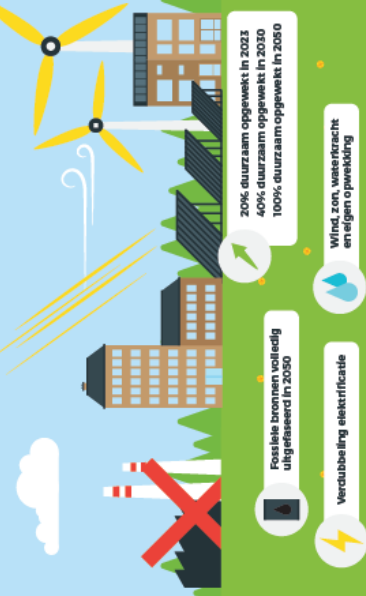 20% duurzaam opgewekt in 2023
40% duurzaam opgewekt in 2030
100% duurzaam opgewekt in 2050
Wind, zon, waterkracht
en eigen opwekking
Fossiele bronnen volledig
uitgefaseerd in 2050
Verdubbeling elektrificatie